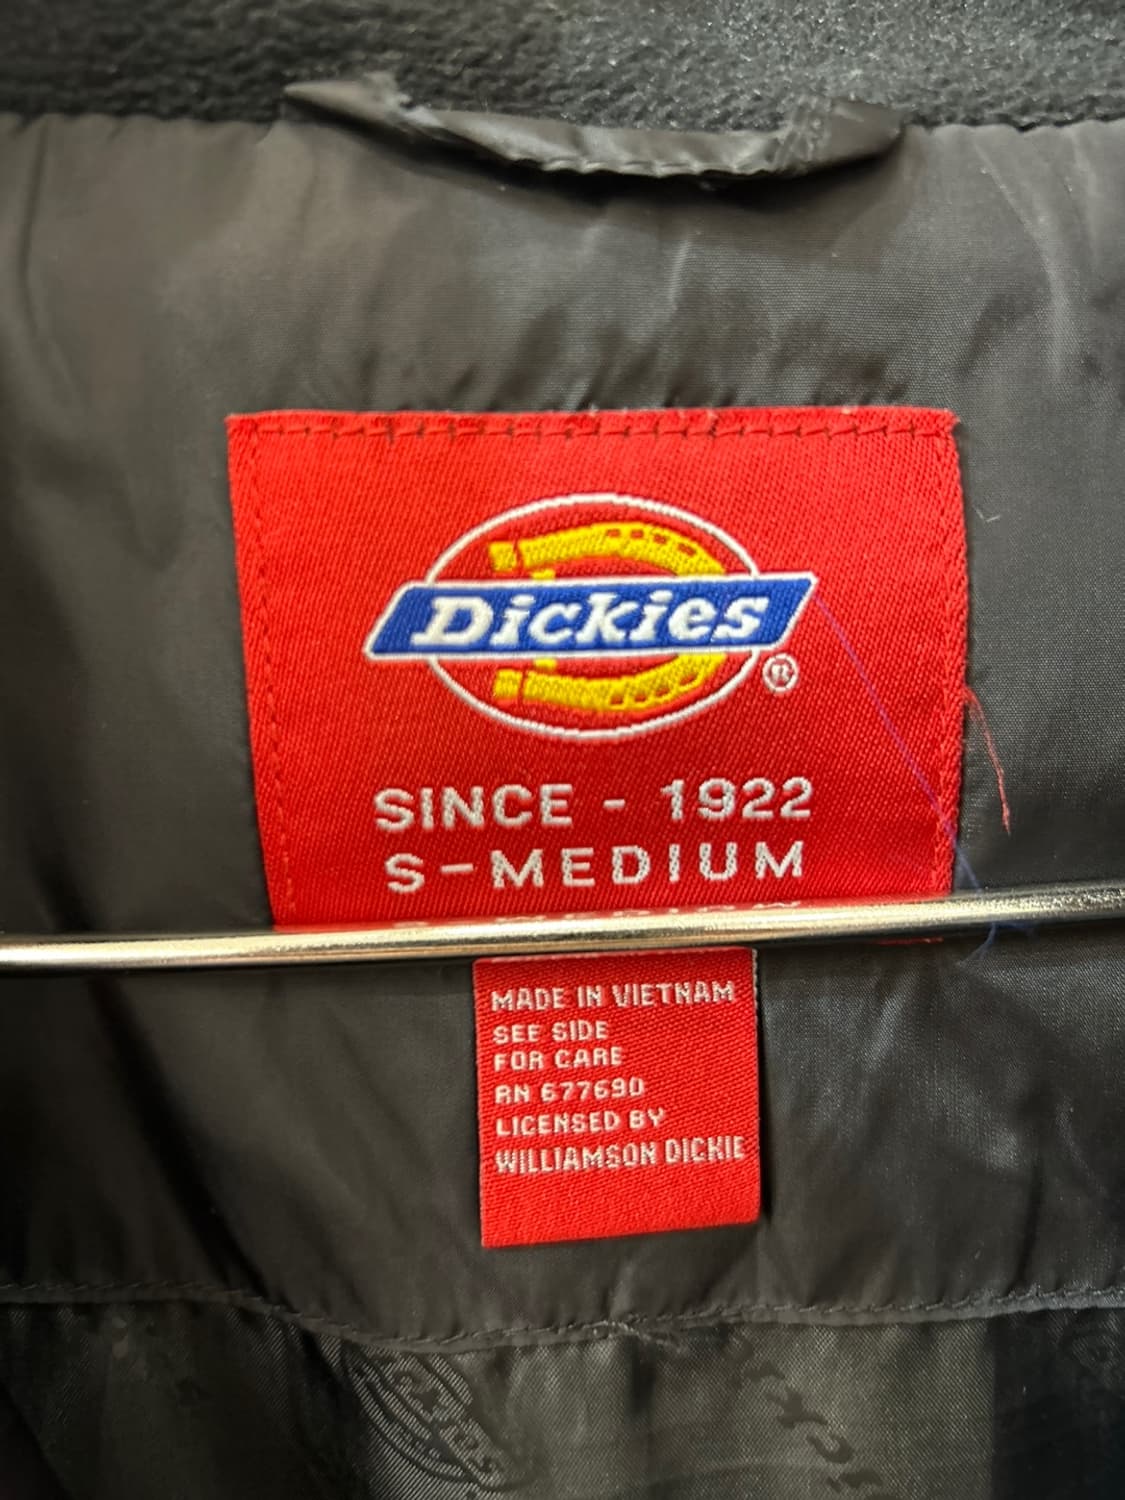 Dickies
®
SINCE - 1922
S-MEDIUM
MADE IN VIETNAM
SEE SIDE
FOR CARE
RN 677690
LICENSED BY
WILLIAMSON DICKIE